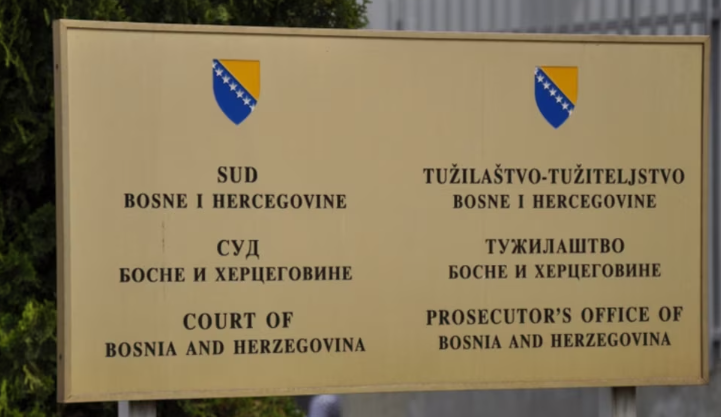 SUD
BOSNE I HERCEGOVINE
СУД
БОСНЕ И ХЕРЦЕГОВИНЕ
COURT OF
BOSNIA AND HERZEGOVINA
TUŽILAŠTVO-TUŽITELJSTVO
BOSNE I HERCEGOVINE
ТУЖИЛАШТВО
БОСНЕ И ХЕРЦЕГОВИНЕ
PROSECUTOR'S OFFICE OF
BOSNIA AND HERZEGOVINA